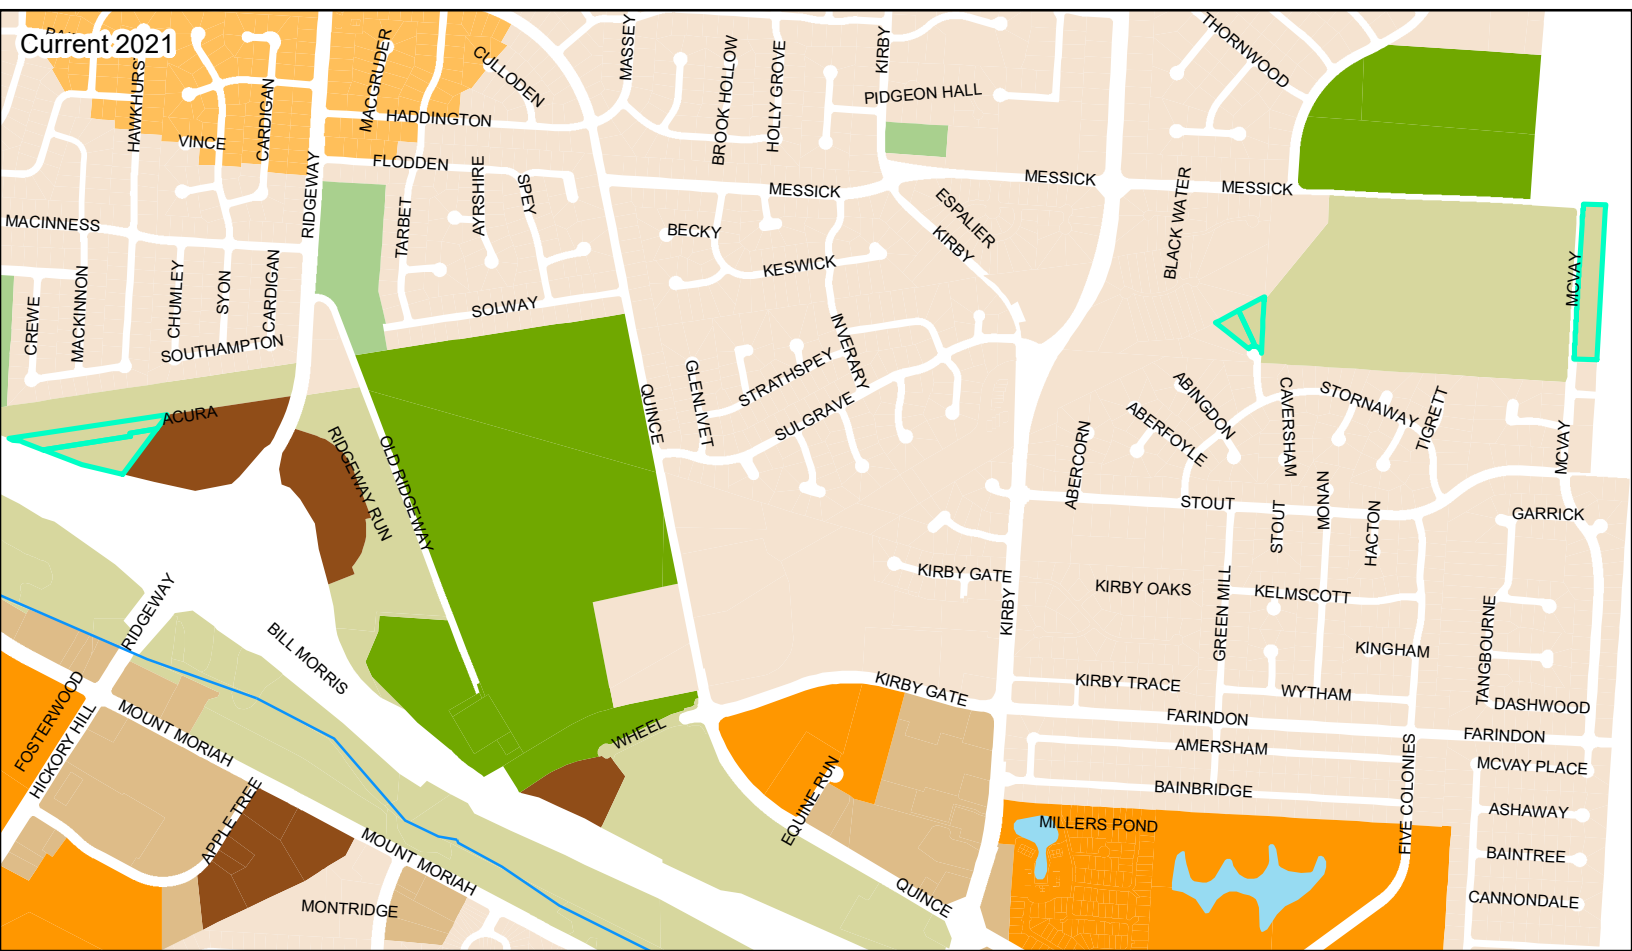 Current 2021
HAWKHURST
VINCE
CARDIGAN
MACGRUDER
CULLODEN
HADDINGTON
FLODDEN
RIDGEWAY
MASSEY
BROOK HOLLOW
HOLLY GROVE
KIRBY
PIDGEON HALL
THORNWOOD
MESSICK
MESSICK
MESSICK
MACINNESS
TARBET
AYRSHIRE
SPEY
BECKY
KESWICK
ESPALIER
KIRBY
BLACK WATER
MCVAY
CREWE
MACKINNON
CHUMLEY
SYON
CARDIGAN
SOUTHAMPTON
SOLWAY
INVERARY
STRATHSPEY
SULGRAVE
GLENLIVET
QUINCE
ACURA
RIDGEWAY RUN
OLD RIDGEWAY
ABINGDON
ABERFOYLE
CAVERSHAM
STORNAWAY
TIGRETT
MCVAY
ABERCORN
STOUT
STOUT
MONAN
HACTON
GARRICK
KIRBY GATE
KIRBY
KIRBY OAKS
GREEN MILL
KELMSCOTT
KINGHAM
TANGBOURNE
RIDGEWAY
BILL MORRIS
KIRBY GATE
KIRBY TRACE
WYTHAM
DASHWOOD
FARINDON
FARINDON
FOSTERWOOD
HICKORY HILL
MOUNT MORIAH
WHEEL
AMERSHAM
MCVAY PLACE
EQUINE RUN
BAINBRIDGE
FIVE COLONIES
ASHAWAY
APPLE TREE
MOUNT MORIAH
MILLERS POND
BAINTREE
QUINCE
CANNONDALE
MONTRIDGE